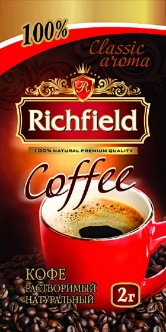 100%
Classic
aroma
R
Richfield
100% NATURAL PREMIUM QUALITY
Coffee
КОФЕ
РАСТВОРИМЫЙ
НАТУРАЛЬНЫЙ
2г